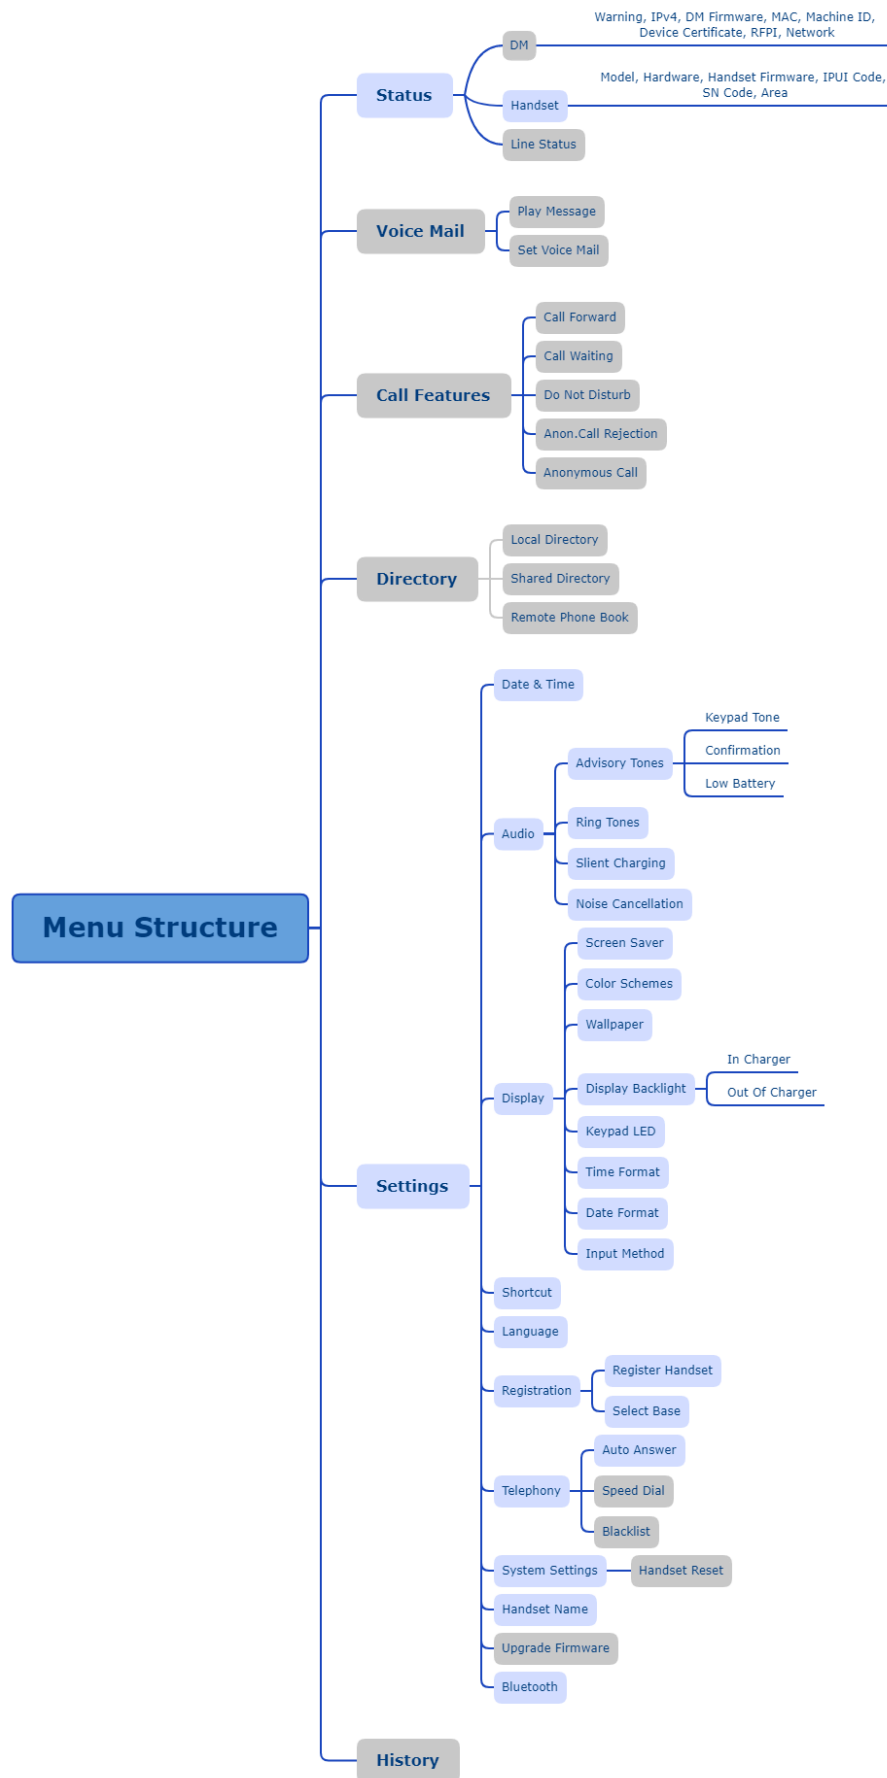 Warning, IPv4, DM Firmware, MAC, Machine ID,
Device Certificate, RFPI, Network
DM
Status
Model, Hardware, Handset Firmware, IPUI Code,
SN Code, Area
Handset
Line Status
Play Message
Voice Mail
Set Voice Mail
Call Forward
Call Waiting
Call Features
Do Not Disturb
Anon.Call Rejection
Anonymous Call
Local Directory
Directory
Shared Directory
Remote Phone Book
Date & Time
Keypad Tone
Advisory Tones
Confirmation
Low Battery
Audio
Ring Tones
Slient Charging
Noise Cancellation
Menu Structure
Screen Saver
Color Schemes
Wallpaper
In Charger
Display
Display Backlight
Out Of Charger
Keypad LED
Time Format
Settings
Date Format
Input Method
Shortcut
Language
Register Handset
Registration
Select Base
Auto Answer
Telephony
Speed Dial
Blacklist
System Settings
Handset Reset
Handset Name
Upgrade Firmware
Bluetooth
History